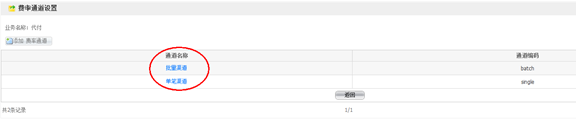 费率通道设置
业务名称：代付
添加 费率通道
通道名称 通道编码
批量渠道 batch
单笔渠道 single
返回
共2条记录 1/1